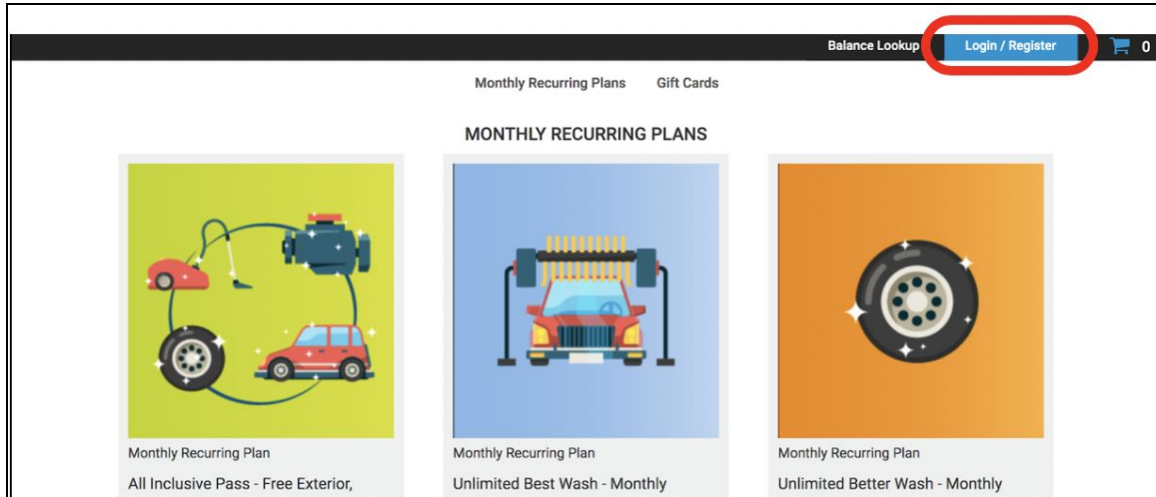 Balance Lookup Login / Register 0
Monthly Recurring Plans Gift Cards
MONTHLY RECURRING PLANS
Monthly Recurring Plan
All Inclusive Pass - Free Exterior,
Monthly Recurring Plan
Unlimited Best Wash - Monthly
Monthly Recurring Plan
Unlimited Better Wash - Monthly